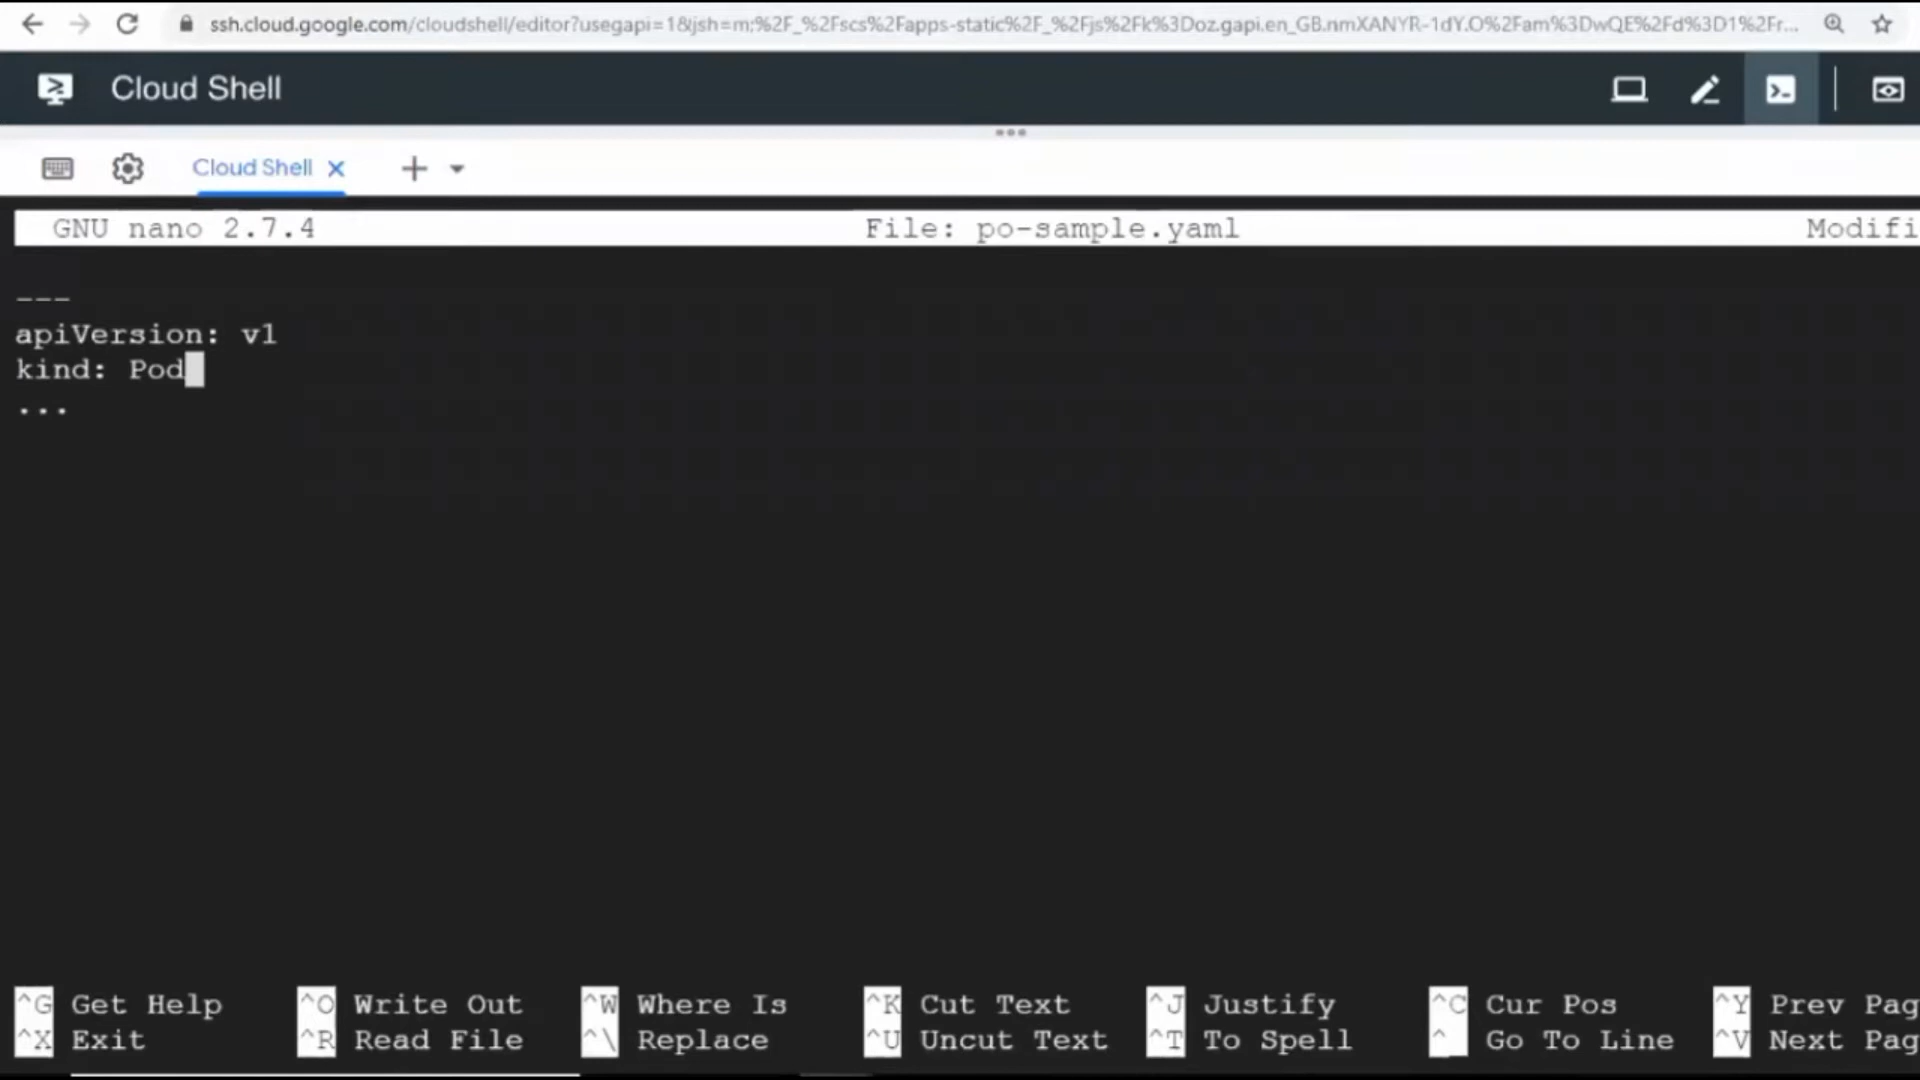 ssh.cloud.google.com/cloudshell/editor?usegapi=1&jsh=m;%2F_%2Fscs%2Fapps-static%2F_%2Fjs%2Fk%3Doz.gapi.en_GB.nmXANYR-1dY.O%2Fam%3DwQE%2Fd%3D1%2Fr...
Cloud Shell
Cloud Shell
GNU nano 2.7.4 File: po-sample.yaml Modifi
---
apiVersion: v1
kind: Pod
...
^G Get Help ^O Write Out ^W Where Is ^K Cut Text ^J Justify ^C Cur Pos ^Y Prev Pag
^X Exit ^R Read File ^\ Replace ^U Uncut Text ^T To Spell ^ Go To Line ^V Next Pag